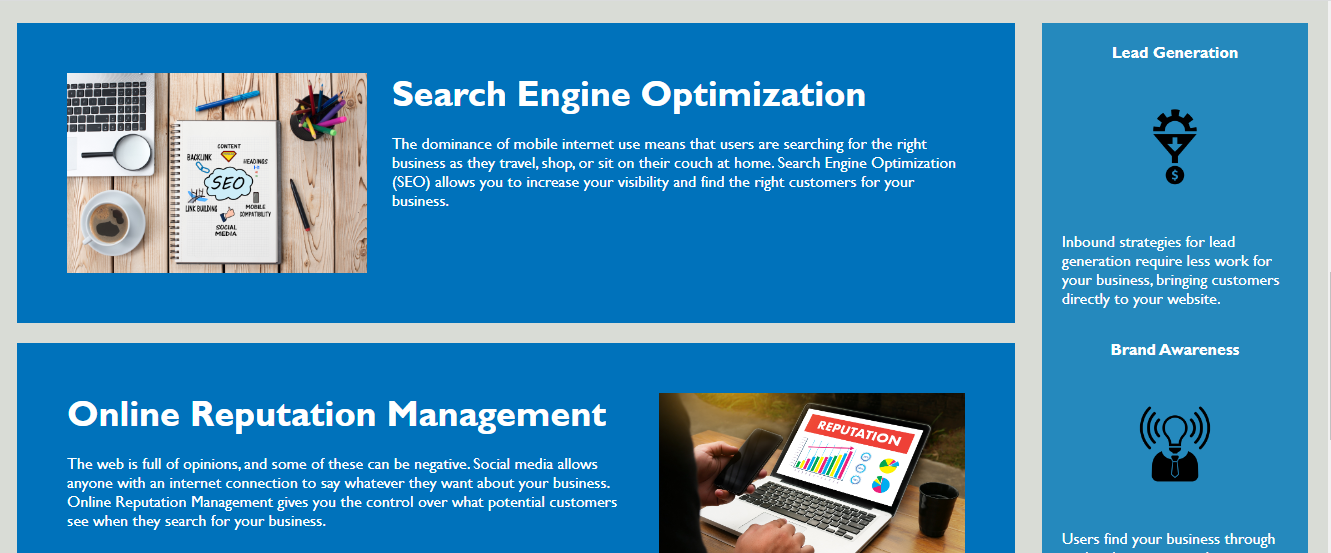 Search Engine Optimization
The dominance of mobile internet use means that users are searching for the right
business as they travel, shop, or sit on their couch at home. Search Engine Optimization
(SEO) allows you to increase your visibility and find the right customers for your
business.
CONTENT
BACKLINK
HEADINGS
SEO
LINK BUILDING
MOBILE
COMPATIBILITY
SOCIAL
MEDIA
Online Reputation Management
The web is full of opinions, and some of these can be negative. Social media allows
anyone with an internet connection to say whatever they want about your business.
Online Reputation Management gives you the control over what potential customers
see when they search for your business.
REPUTATION
Lead Generation
$
Inbound strategies for lead
generation require less work for
your business, bringing customers
directly to your website.
Brand Awareness
Users find your business through